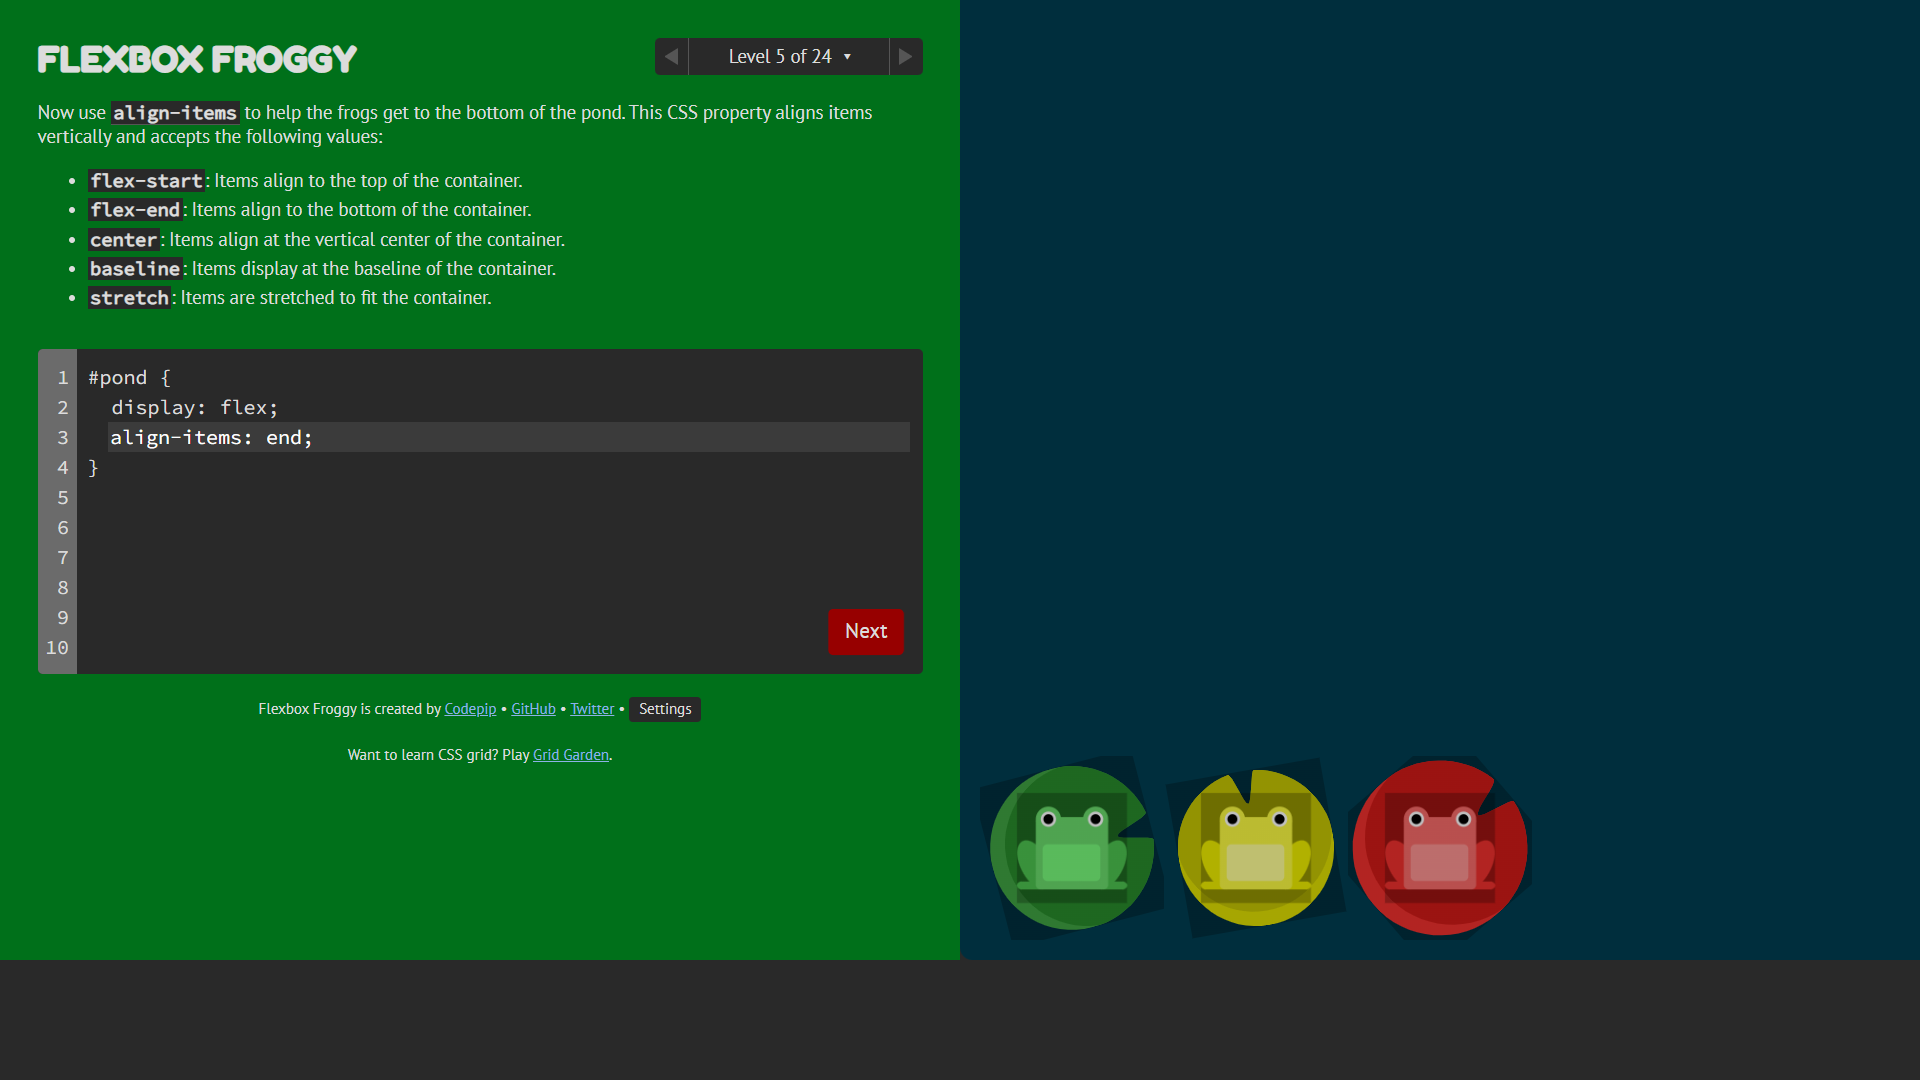 FLEXBOX FROGGY
Level 5 of 24 ▾
Now use align-items to help the frogs get to the bottom of the pond. This CSS property aligns items
vertically and accepts the following values:
• flex-start: Items align to the top of the container.
• flex-end: Items align to the bottom of the container.
• center: Items align at the vertical center of the container.
• baseline: Items display at the baseline of the container.
• stretch: Items are stretched to fit the container.
1 #pond {
2 display: flex;
3 align-items: end;
4 }
5
6
7
8
9
10
Next
Flexbox Froggy is created by Codepip • GitHub • Twitter • Settings
Want to learn CSS grid? Play Grid Garden.